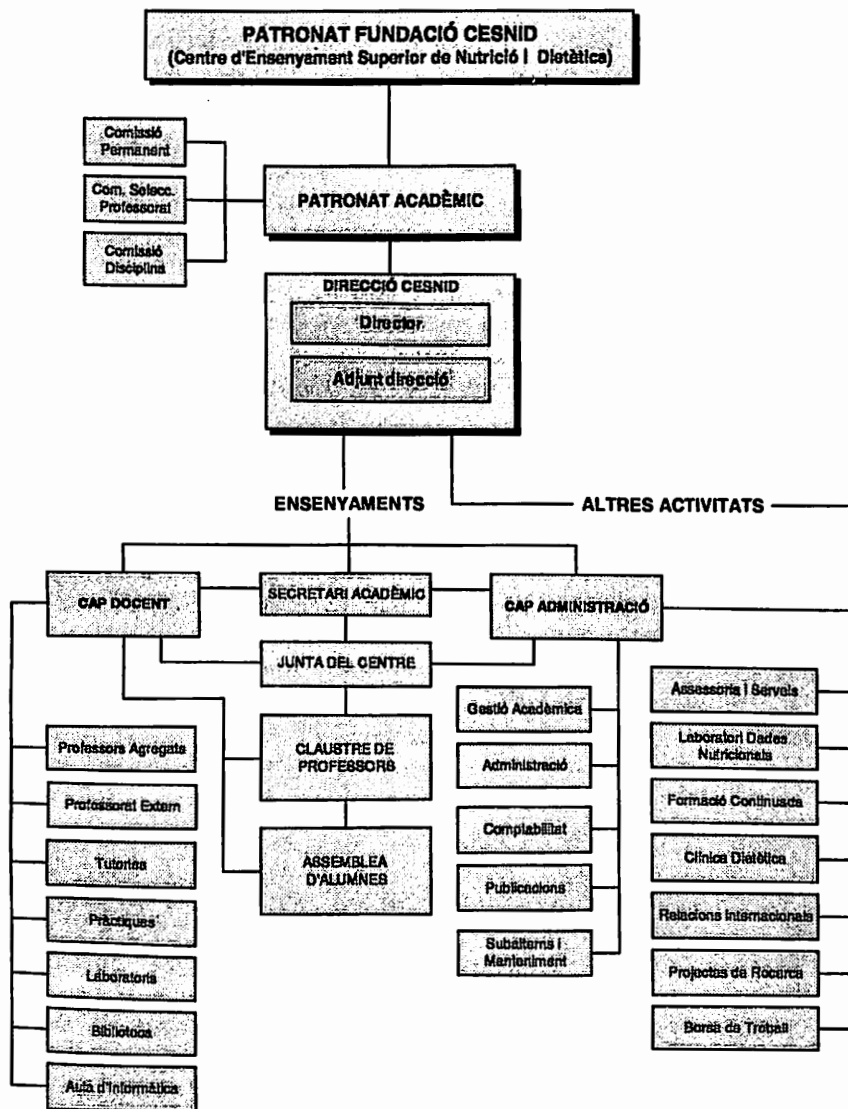 PATRONAT FUNDACIÓ CESNID
(Centre d'Ensenyament Superior de Nutrició i Dietètica)
Comissió
Permanent
Com. Selecc.
Professorat
Comissió
Disciplina
PATRONAT ACADÈMIC
DIRECCIÓ CESNID
Director
Adjunt direcció
ENSENYAMENTS
ALTRES ACTIVITATS
CAP DOCENT
SECRETARI ACADÈMIC
CAP ADMINISTRACIÓ
JUNTA DEL CENTRE
CLAUSTRE DE
PROFESSORS
ASSEMBLEA
D'ALUMNES
Professors Agregats
Professorat Extern
Tutories
Pràctiques
Laboratoris
Biblioteca
Aula d'Informàtica
Gestió Acadèmica
Administració
Comptabilitat
Publicacions
Subalterns i
Manteniment
Assessoria i Serveis
Laboratori Dades
Nutricionals
Formació Continuada
Clínica Dietètica
Relacions Internacionals
Projectes de Recerca
Borsa de Treball